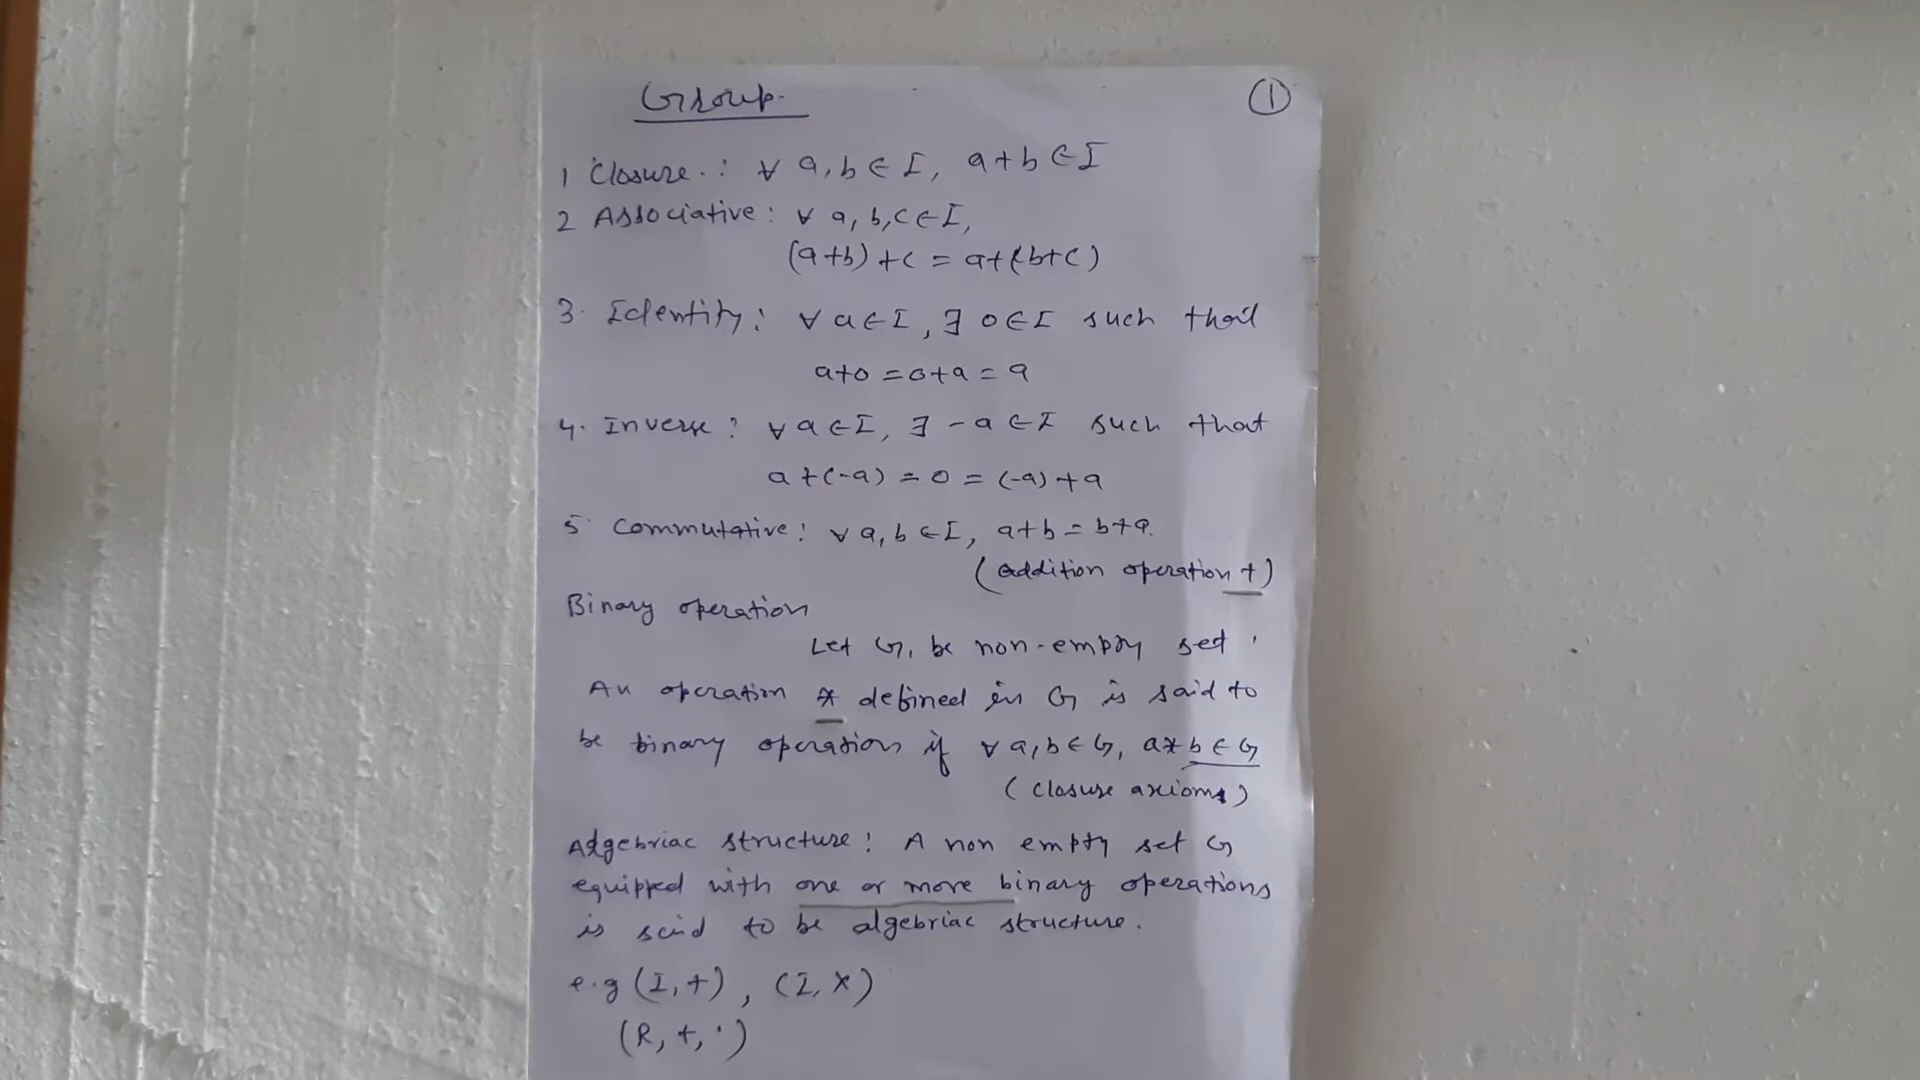 Group. ①
1 Closure.: ∀ a, b ∈ I, a+b ∈ I
2 Associative: ∀ a, b, c ∈ I,
(a+b)+c = a+(b+c)
3. Identity: ∀ a ∈ I, ∃ 0 ∈ I such that
a+0 = 0+a = a
4. Inverse: ∀ a ∈ I, ∃ -a ∈ I such that
a+(-a) = 0 = (-a)+a
5. Commutative: ∀ a, b ∈ I, a+b = b+a.
(addition operation +)
Binary operation
Let G, be non-empty set.
An operation * defined in G is said to
be binary operation if ∀ a, b ∈ G, a*b ∈ G
(closure axioms)
Algebriac structure: A non empty set G
equipped with one or more binary operations
is said to be algebriac structure.
e.g (I, +), (I, ×)
(R, +, ·)